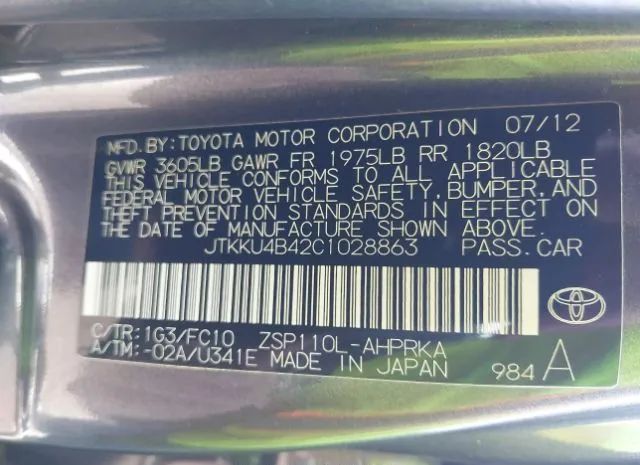 MFD.BY:TOYOTA MOTOR CORPORATION 07/12
GVWR 3605LB GAWR FR 1975LB RR 1820LB
THIS VEHICLE CONFORMS TO ALL APPLICABLE
FEDERAL MOTOR VEHICLE SAFETY,BUMPER,AND
THEFT PREVENTION STANDARDS IN EFFECT ON
THE DATE OF MANUFACTURE SHOWN ABOVE.
JTKKU4B42C1028863 PASS.CAR
C/TR:1G3/FC10 ZSP110L-AHPRKA
A/TM:-02A/U341E MADE IN JAPAN 984 A